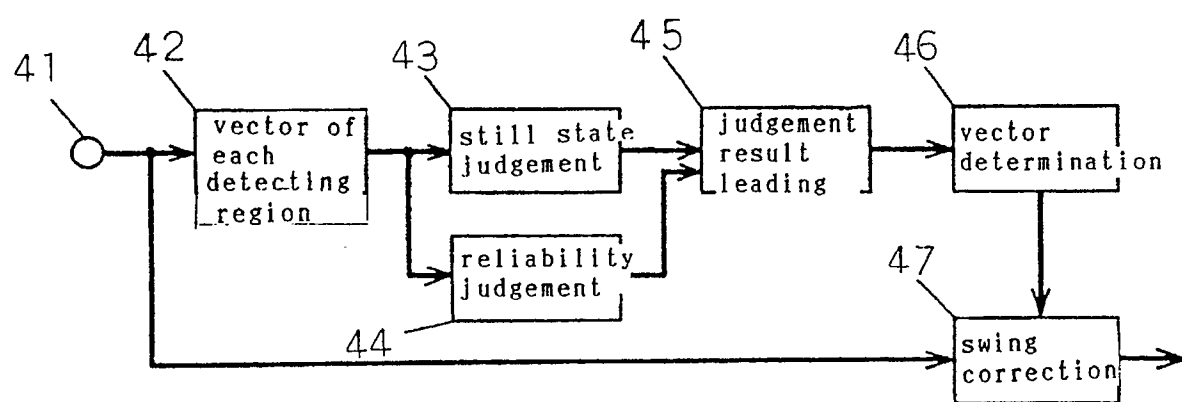 41
42
vector of
each
detecting
region
43
still state
judgement
44
reliability
judgement
45
judgement
result
leading
46
vector
determination
47
swing
correction